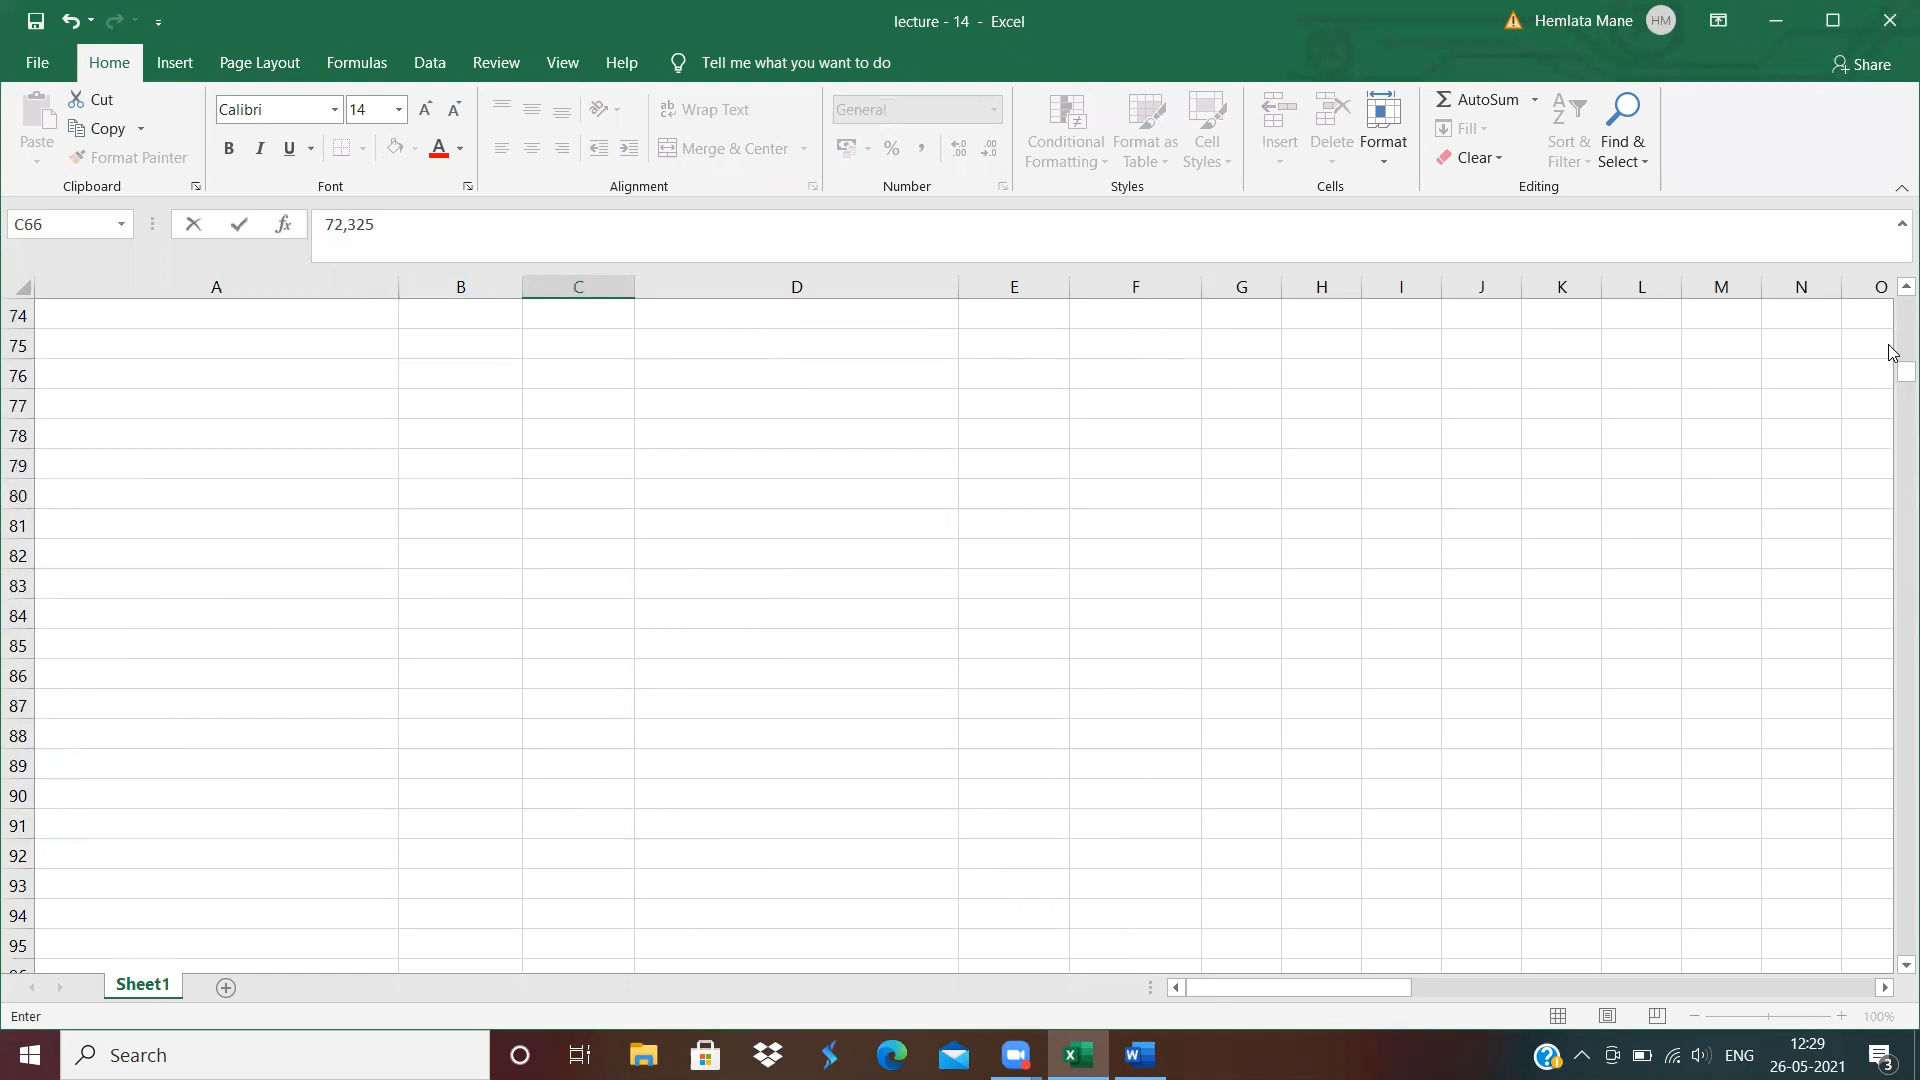 lecture - 14 - Excel
Hemlata Mane
HM
File
Home
Insert
Page Layout
Formulas
Data
Review
View
Help
Tell me what you want to do
Share
Paste
Cut
Copy
Format Painter
Clipboard
Calibri
14
B I U
Font
Wrap Text
Merge & Center
Alignment
General
Number
Conditional Formatting
Format as Table
Cell Styles
Styles
Insert
Delete
Format
Cells
AutoSum
Fill
Clear
Sort & Filter
Find & Select
Editing
C66
fx
72,325
A B C D E F G H I J K L M N O
74
75
76
77
78
79
80
81
82
83
84
85
86
87
88
89
90
91
92
93
94
95
Sheet1
Enter
100%
Search
ENG
12:29
26-05-2021
3